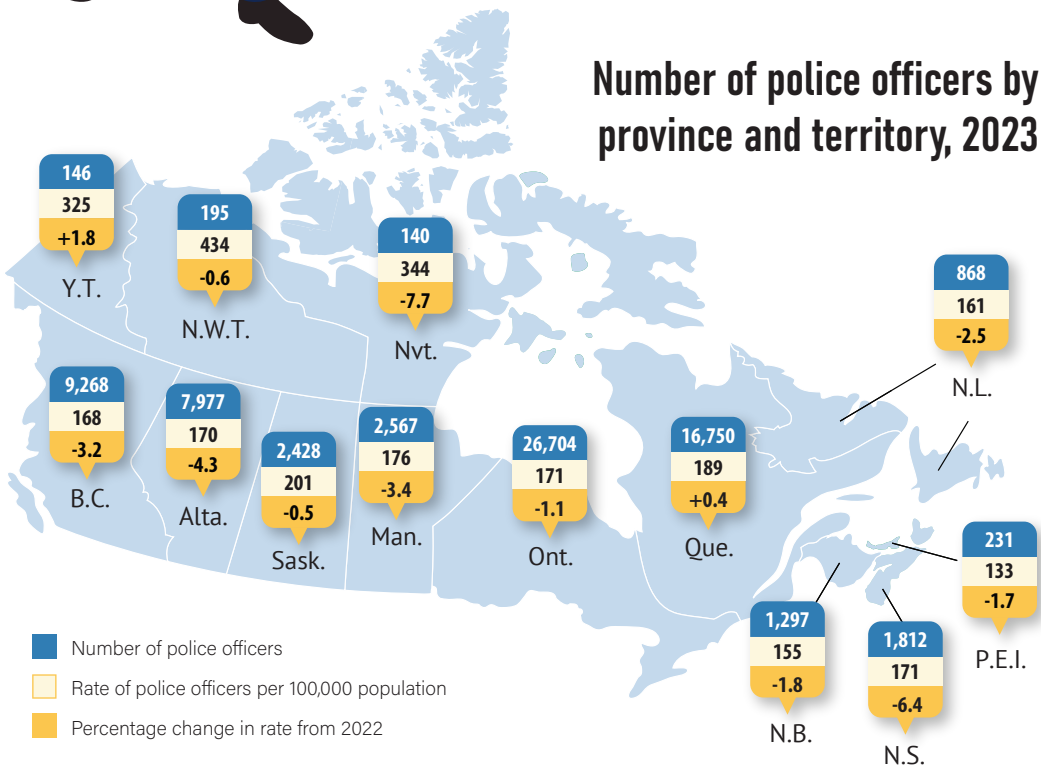 Number of police officers by
province and territory, 2023
146
325
+1.8
Y.T.
195
434
-0.6
N.W.T.
140
344
-7.7
Nvt.
868
161
-2.5
N.L.
9,268
168
-3.2
B.C.
7,977
170
-4.3
Alta.
2,428
201
-0.5
Sask.
2,567
176
-3.4
Man.
26,704
171
-1.1
Ont.
16,750
189
+0.4
Que.
231
133
-1.7
P.E.I.
1,297
155
-1.8
N.B.
1,812
171
-6.4
N.S.
Number of police officers
Rate of police officers per 100,000 population
Percentage change in rate from 2022